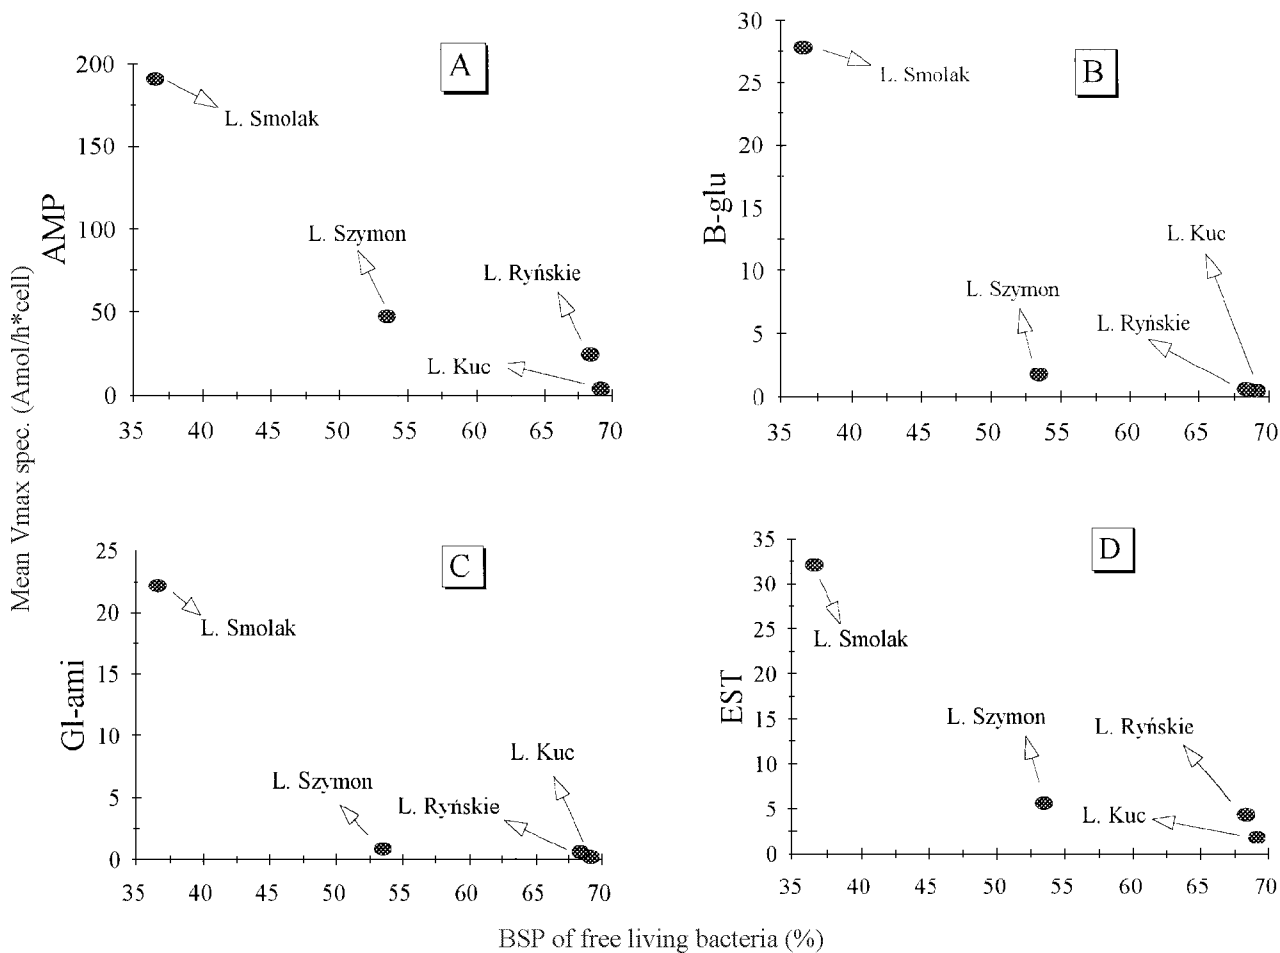 Mean Vmax spec. (Amol/h*cell)
A
AMP
200
150
100
50
0
35 40 45 50 55 60 65 70
L. Smolak
L. Szymon
L. Ryńskie
L. Kuc
B
B-glu
30
25
20
15
10
5
0
35 40 45 50 55 60 65 70
L. Smolak
L. Kuc
L. Szymon
L. Ryńskie
C
Gl-ami
25
20
15
10
5
0
35 40 45 50 55 60 65 70
L. Smolak
L. Kuc
L. Szymon
L. Ryńskie
D
EST
35
30
25
20
15
10
5
0
35 40 45 50 55 60 65 70
L. Smolak
L. Szymon
L. Ryńskie
L. Kuc
BSP of free living bacteria (%)